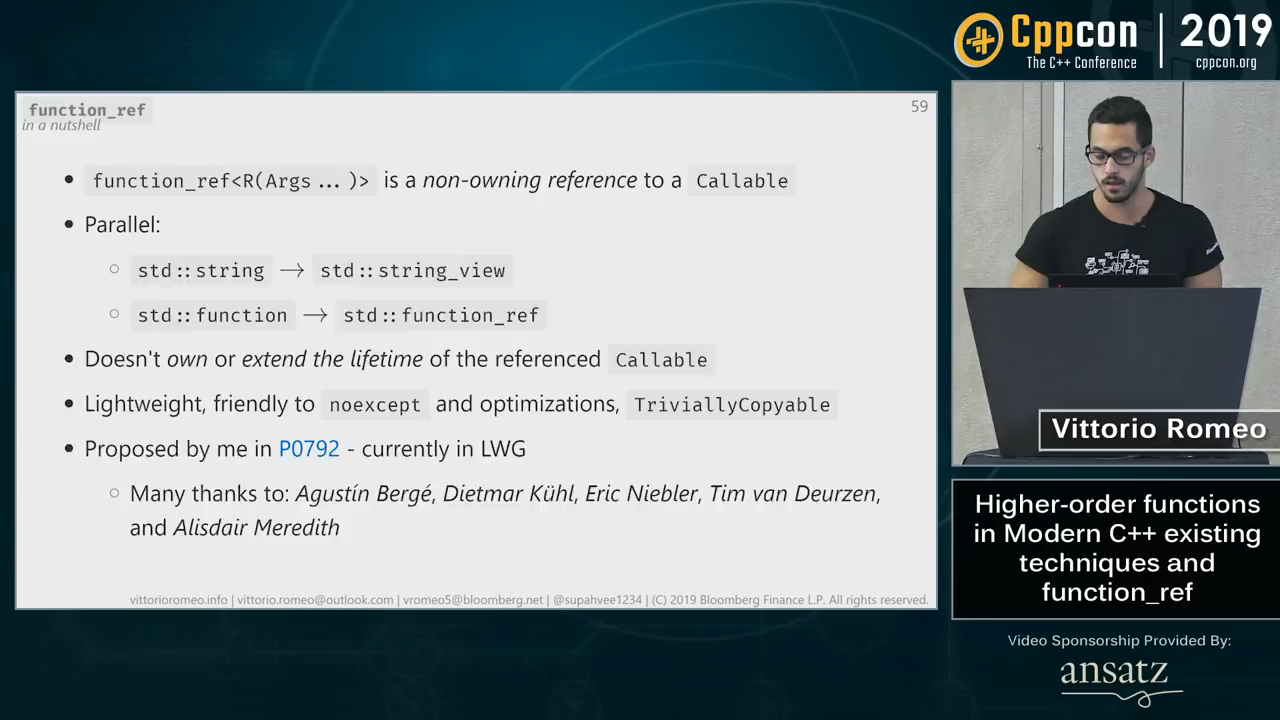 Cppcon | 2019
The C++ Conference cppcon.org
function_ref
in a nutshell
59
• function_ref<R(Args...)> is a non-owning reference to a Callable
• Parallel:
○ std::string → std::string_view
○ std::function → std::function_ref
• Doesn't own or extend the lifetime of the referenced Callable
• Lightweight, friendly to noexcept and optimizations, TriviallyCopyable
• Proposed by me in P0792 - currently in LWG
○ Many thanks to: Agustín Bergé, Dietmar Kühl, Eric Niebler, Tim van Deurzen,
and Alisdair Meredith
vittorioromeo.info | vittorio.romeo@outlook.com | vromeo5@bloomberg.net | @supahvee1234 | (C) 2019 Bloomberg Finance L.P. All rights reserved.
Vittorio Romeo
Higher-order functions
in Modern C++ existing
techniques and
function_ref
Video Sponsorship Provided By:
ansatz